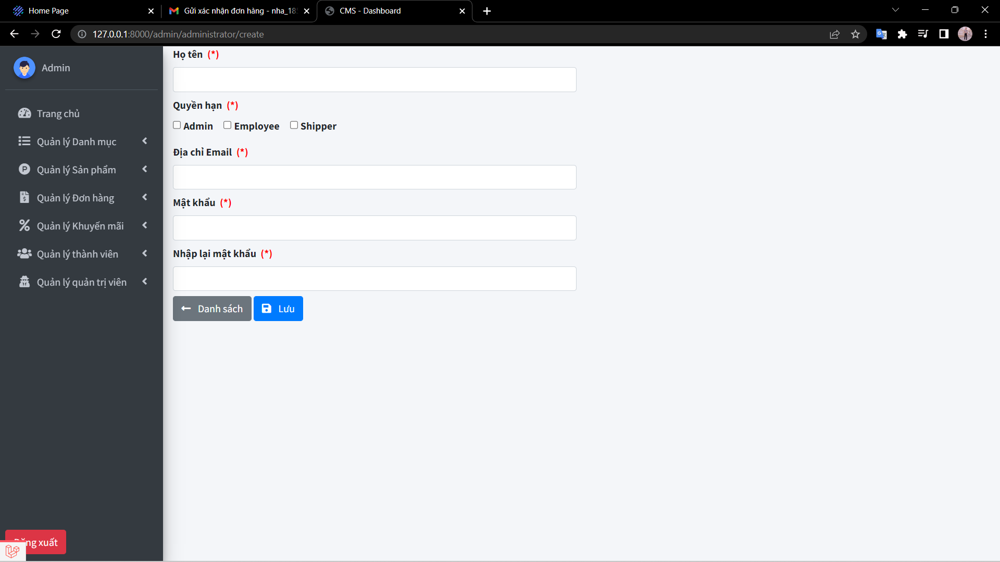 Home Page
Gửi xác nhận đơn hàng - nha_18
CMS - Dashboard
127.0.0.1:8000/admin/administrator/create
Admin
Trang chủ
Quản lý Danh mục
Quản lý Sản phẩm
Quản lý Đơn hàng
Quản lý Khuyến mãi
Quản lý thành viên
Quản lý quản trị viên
Đăng xuất
Họ tên (*)
Quyền hạn (*)
Admin Employee Shipper
Địa chỉ Email (*)
Mật khẩu (*)
Nhập lại mật khẩu (*)
Danh sách Lưu